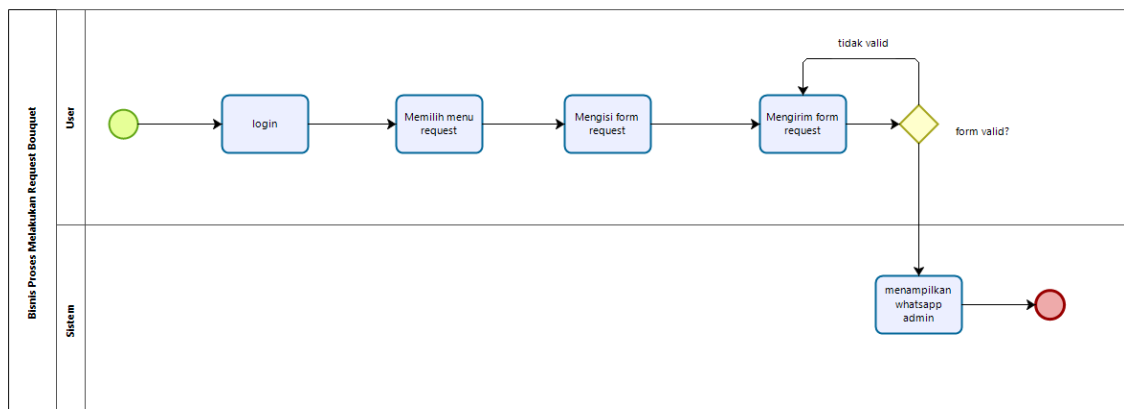 Bisnis Proses Melakukan Request Bouquet
User
login
Memilih menu
request
Mengisi form
request
Mengirim form
request
tidak valid
form valid?
Sistem
menampilkan
whatsapp
admin